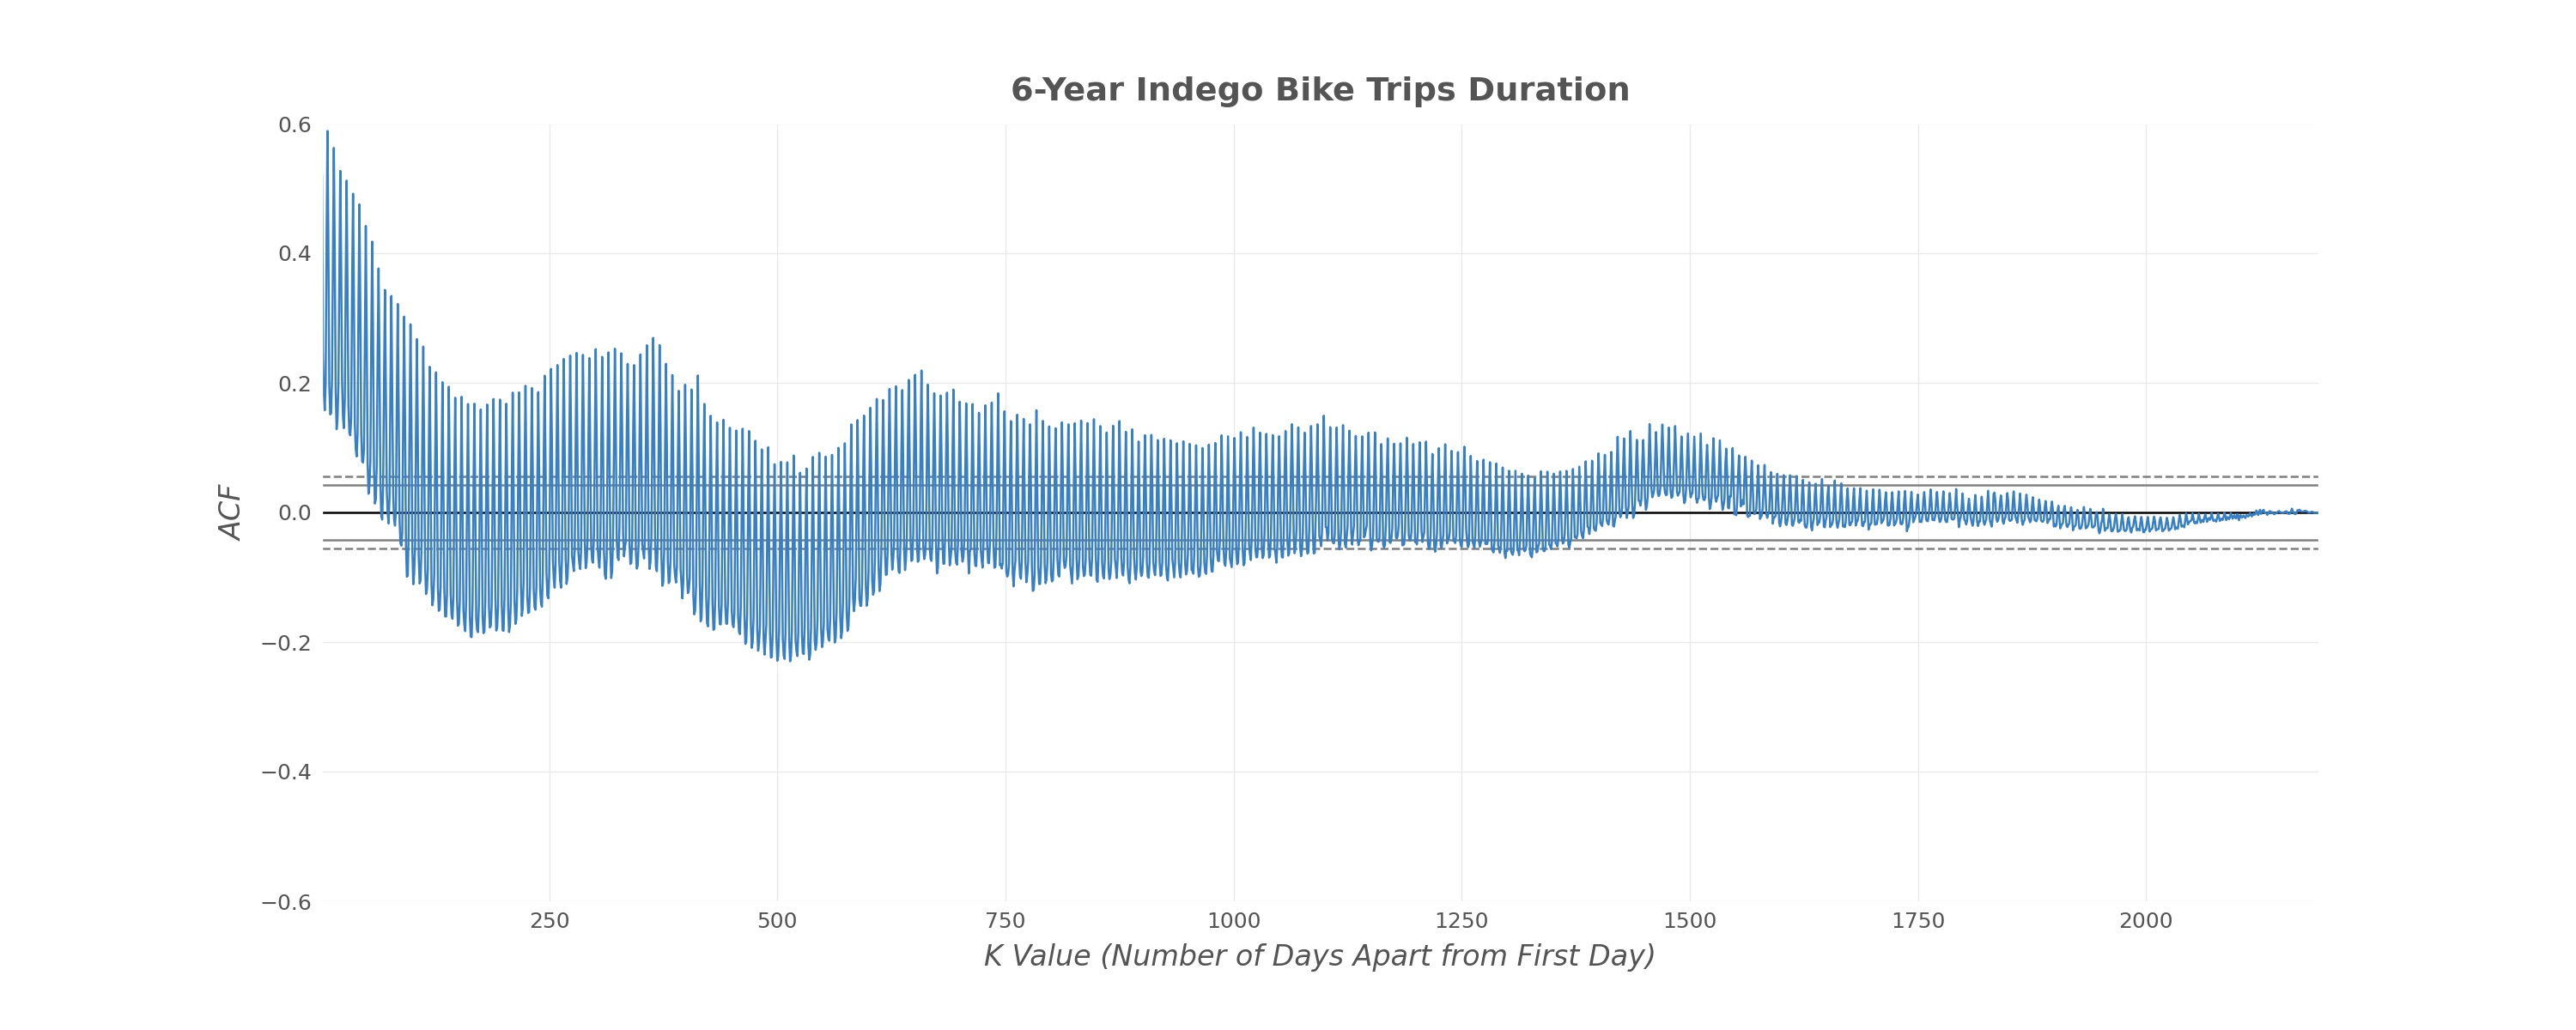 6-Year Indego Bike Trips Duration
0.6
0.4
0.2
0.0
−0.2
−0.4
−0.6
ACF
250 500 750 1000 1250 1500 1750 2000
K Value (Number of Days Apart from First Day)